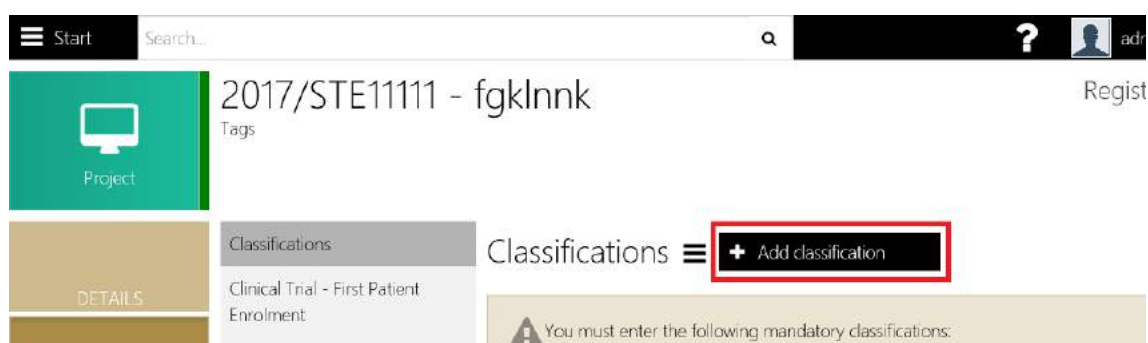 Start
Search...
?
adr
2017/STE11111 - fgklnnk
Regist
Tags
Project
Classifications
Classifications
+ Add classification
DETAILS
Clinical Trial - First Patient
Enrolment
You must enter the following mandatory classifications: